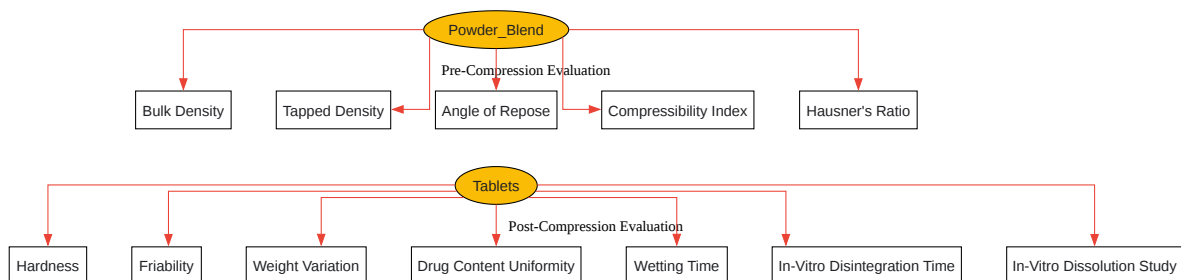 Powder_Blend
Pre-Compression Evaluation
Bulk Density
Tapped Density
Angle of Repose
Compressibility Index
Hausner's Ratio
Tablets
Post-Compression Evaluation
Hardness
Friability
Weight Variation
Drug Content Uniformity
Wetting Time
In-Vitro Disintegration Time
In-Vitro Dissolution Study